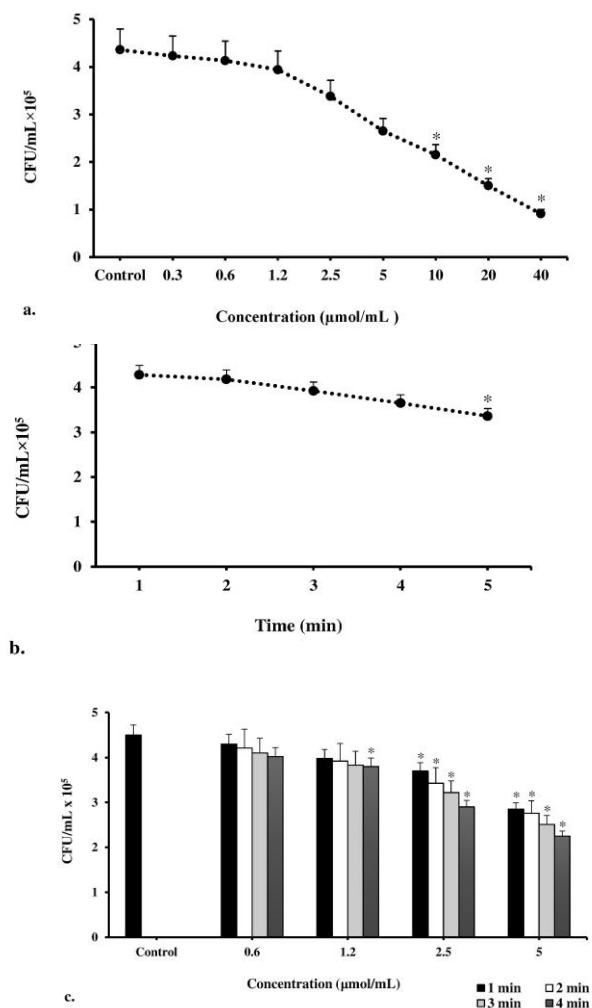 5
4
3
2
1
0
CFU/mL×10⁵
*
*
*
Control 0.3 0.6 1.2 2.5 5 10 20 40
a.
Concentration (µmol/mL )
5
4
3
2
1
0
CFU/mL×10⁵
*
1 2 3 4 5
Time (min)
b.
5
4
3
2
1
0
CFU/mL x 10⁵
*
* * * *
* * * *
Control 0.6 1.2 2.5 5
Concentration (µmol/mL)
c.
1 min 2 min
3 min 4 min